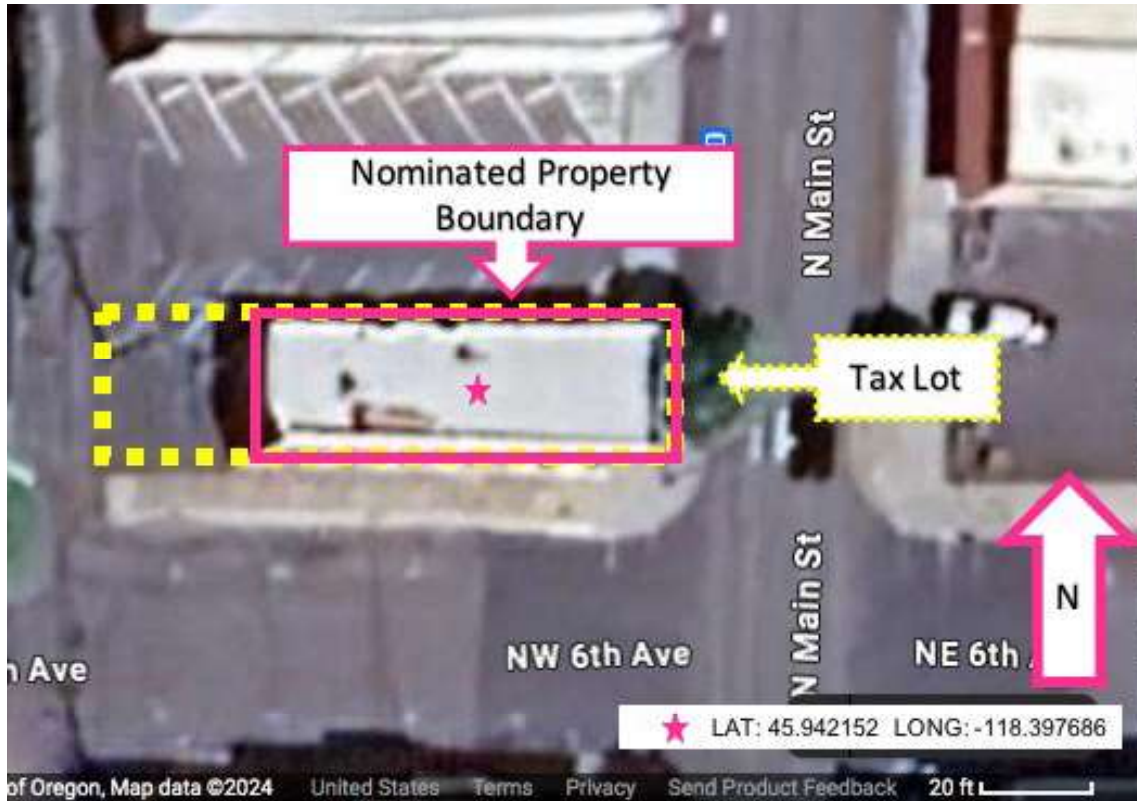 N Main St
Nominated Property
Boundary
Tax Lot
N
N Main St
NW 6th Ave
NE 6th
h Ave
LAT: 45.942152 LONG: -118.397686
of Oregon, Map data ©2024 United States Terms Privacy Send Product Feedback 20 ft